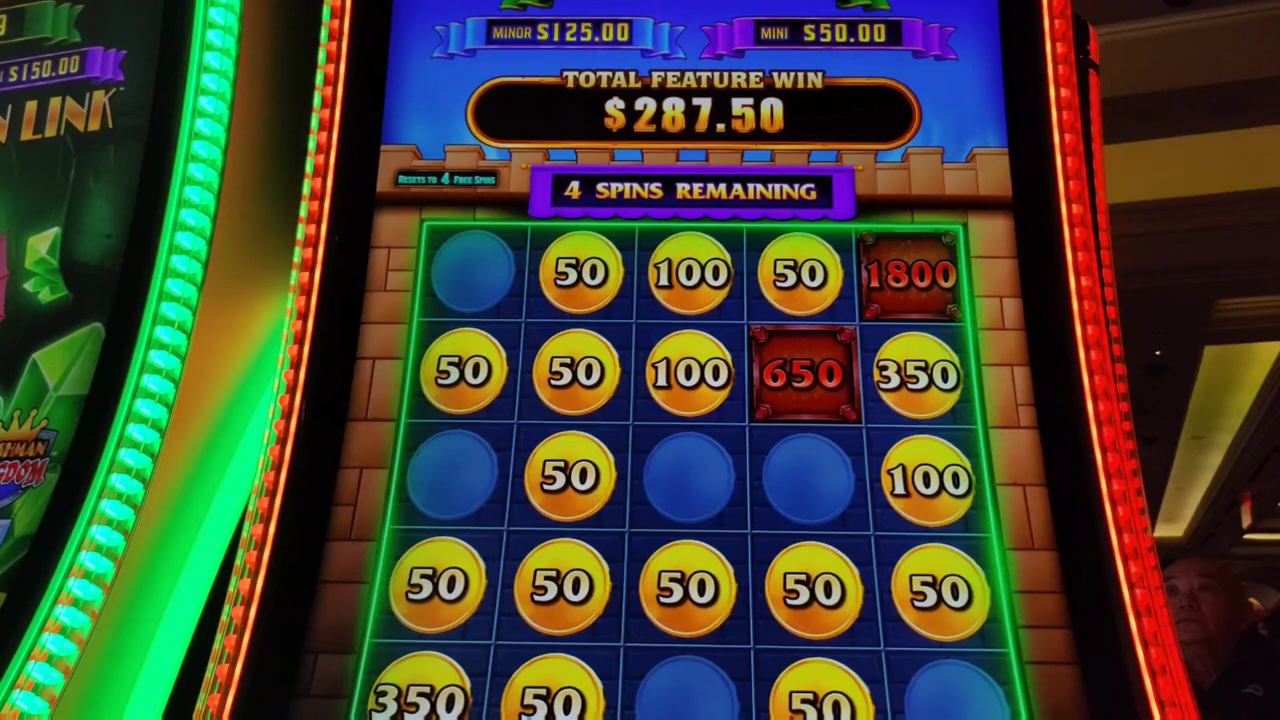 MINOR $125.00
MINI $50.00
$150.00
LINK
TOTAL FEATURE WIN
$287.50
RESETS TO 4 FREE SPINS
4 SPINS REMAINING
50 100 50 1800
50 50 100 650 350
50 100
50 50 50 50 50
350 50 50